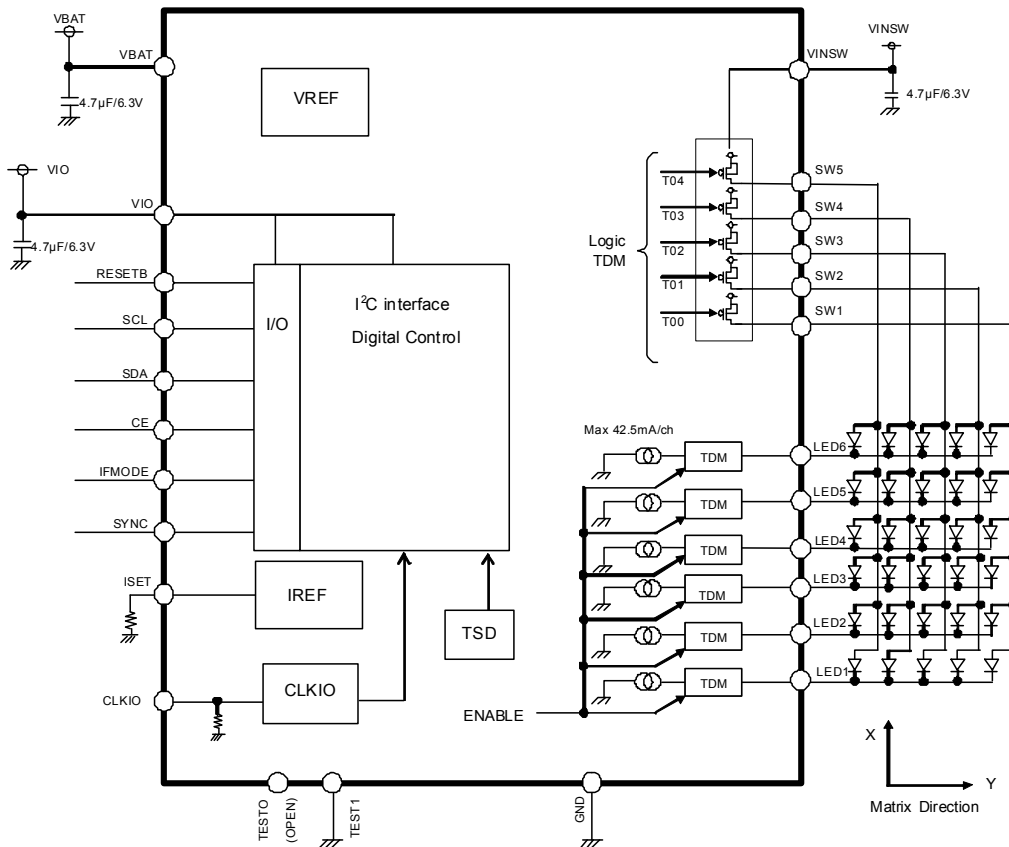 VBAT
VBAT
4.7µF/6.3V
VREF
VINSW
VINSW
4.7µF/6.3V
VIO
VIO
4.7µF/6.3V
RESETB
SCL
SDA
CE
IFMODE
SYNC
ISET
CLKIO
I/O
I²C interface
Digital Control
IREF
TSD
CLKIO
Logic
TDM
T04
T03
T02
T01
T00
SW5
SW4
SW3
SW2
SW1
Max 42.5mA/ch
TDM
LED6
TDM
LED5
TDM
LED4
TDM
LED3
TDM
LED2
TDM
LED1
ENABLE
TESTO
(OPEN)
TEST1
GND
X
Y
Matrix Direction